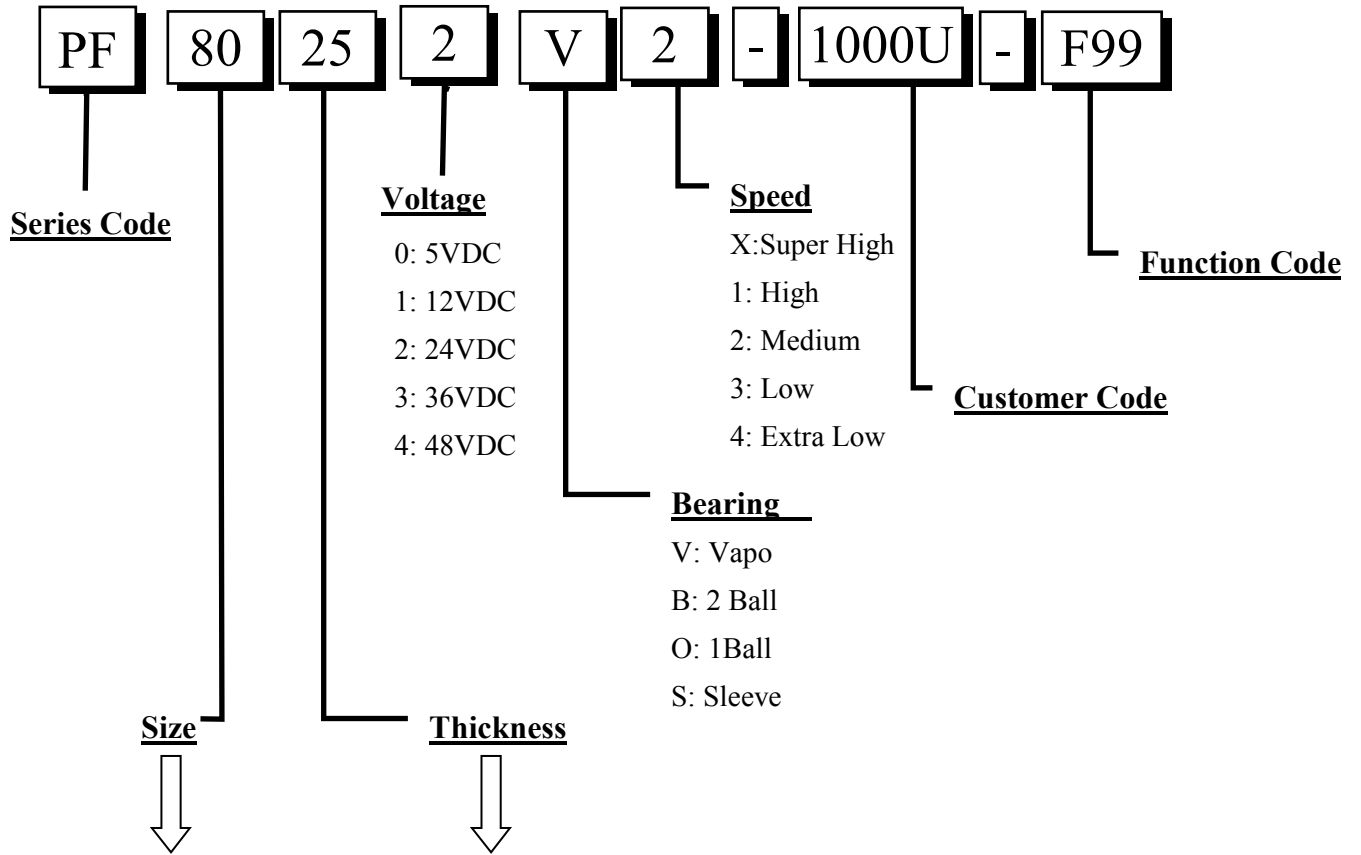 PF 80 25 2 V 2 - 1000U - F99
Series Code
Voltage
0: 5VDC
1: 12VDC
2: 24VDC
3: 36VDC
4: 48VDC
Speed
X:Super High
1: High
2: Medium
3: Low
4: Extra Low
Function Code
Customer Code
Bearing
V: Vapo
B: 2 Ball
O: 1Ball
S: Sleeve
Size
Thickness